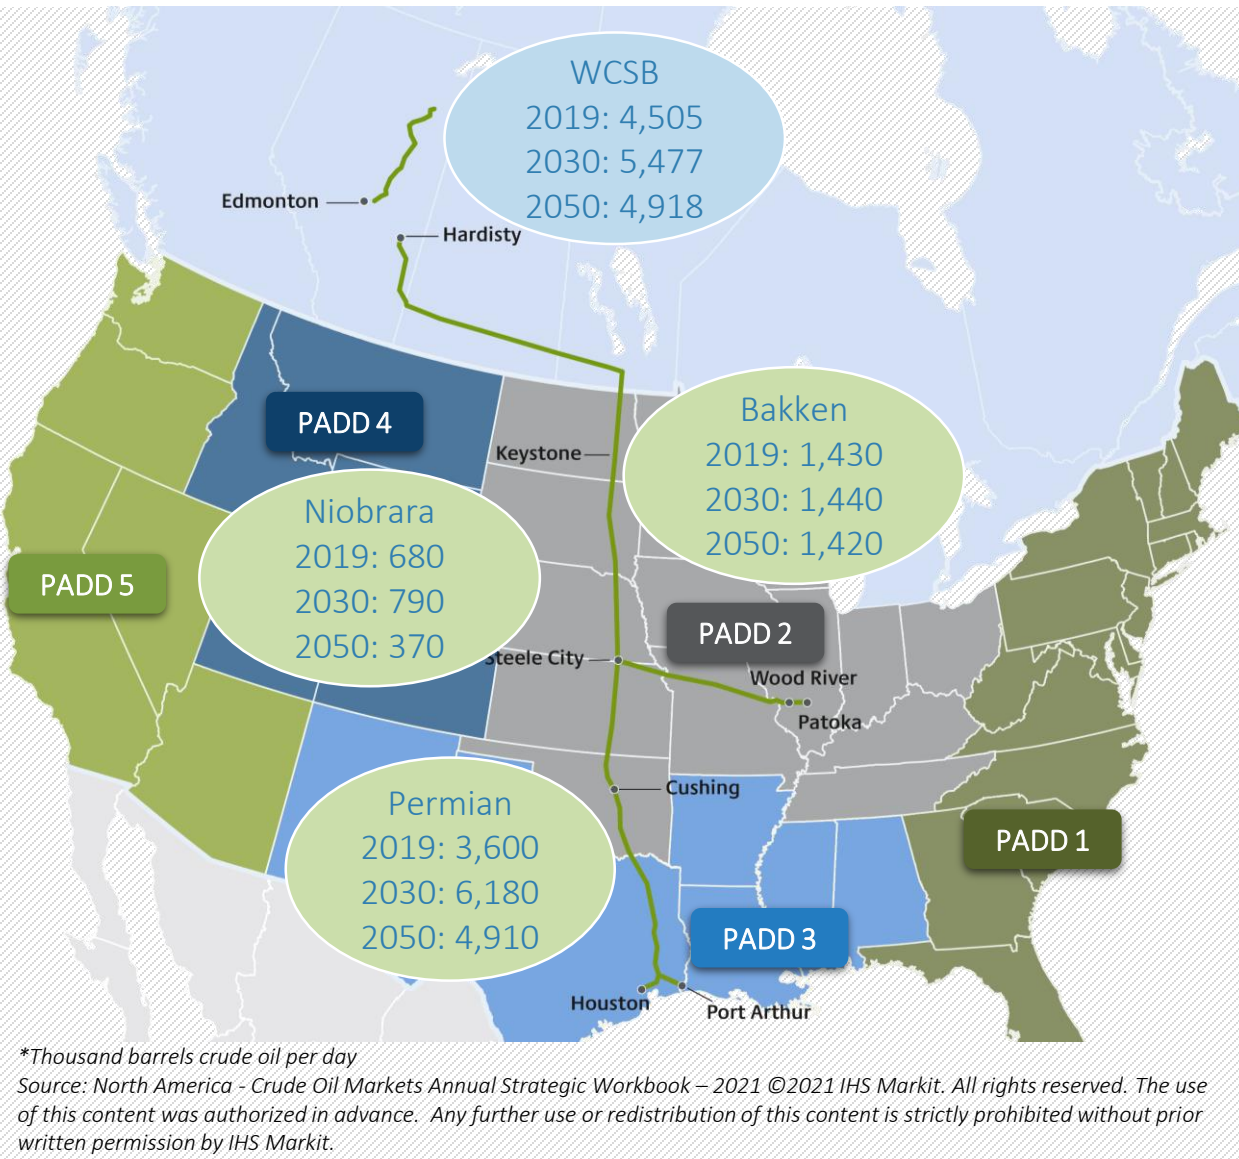 WCSB
2019: 4,505
2030: 5,477
2050: 4,918
Edmonton
Hardisty
PADD 4
Bakken
2019: 1,430
2030: 1,440
2050: 1,420
Keystone
Niobrara
2019: 680
2030: 790
2050: 370
PADD 5
PADD 2
Steele City
Wood River
Patoka
Cushing
Permian
2019: 3,600
2030: 6,180
2050: 4,910
PADD 1
PADD 3
Houston
Port Arthur
*Thousand barrels crude oil per day
Source: North America - Crude Oil Markets Annual Strategic Workbook – 2021 ©2021 IHS Markit. All rights reserved. The use
of this content was authorized in advance. Any further use or redistribution of this content is strictly prohibited without prior
written permission by IHS Markit.